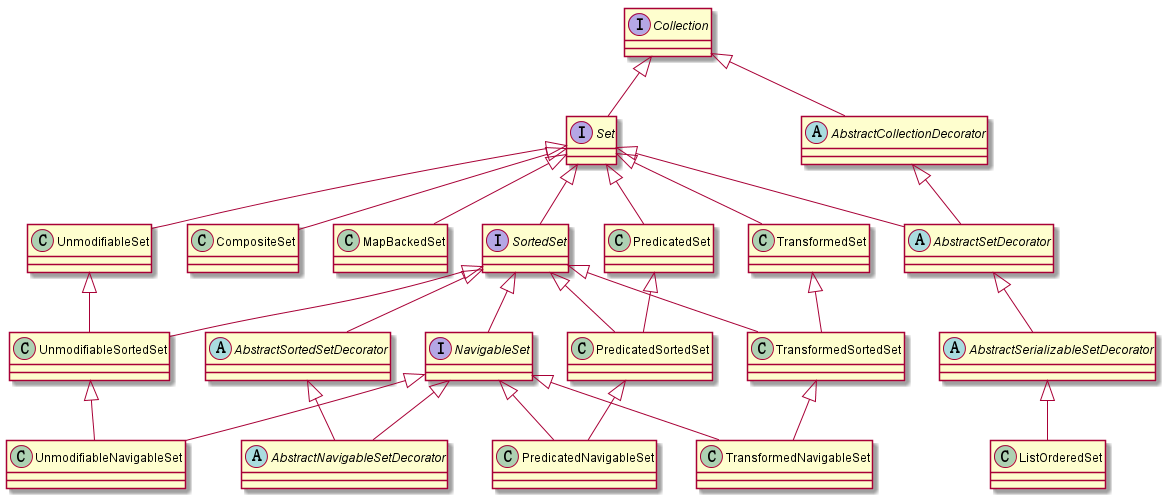 I Collection
I Set
A AbstractCollectionDecorator
C UnmodifiableSet
C CompositeSet
C MapBackedSet
I SortedSet
C PredicatedSet
C TransformedSet
A AbstractSetDecorator
C UnmodifiableSortedSet
A AbstractSortedSetDecorator
I NavigableSet
C PredicatedSortedSet
C TransformedSortedSet
A AbstractSerializableSetDecorator
C UnmodifiableNavigableSet
A AbstractNavigableSetDecorator
C PredicatedNavigableSet
C TransformedNavigableSet
C ListOrderedSet